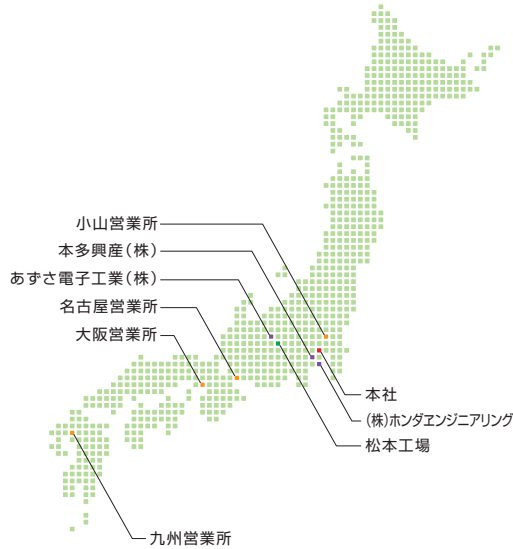 小山営業所
本多興産(株)
あずさ電子工業(株)
名古屋営業所
大阪営業所
本社
(株)ホンダエンジニアリング
松本工場
九州営業所